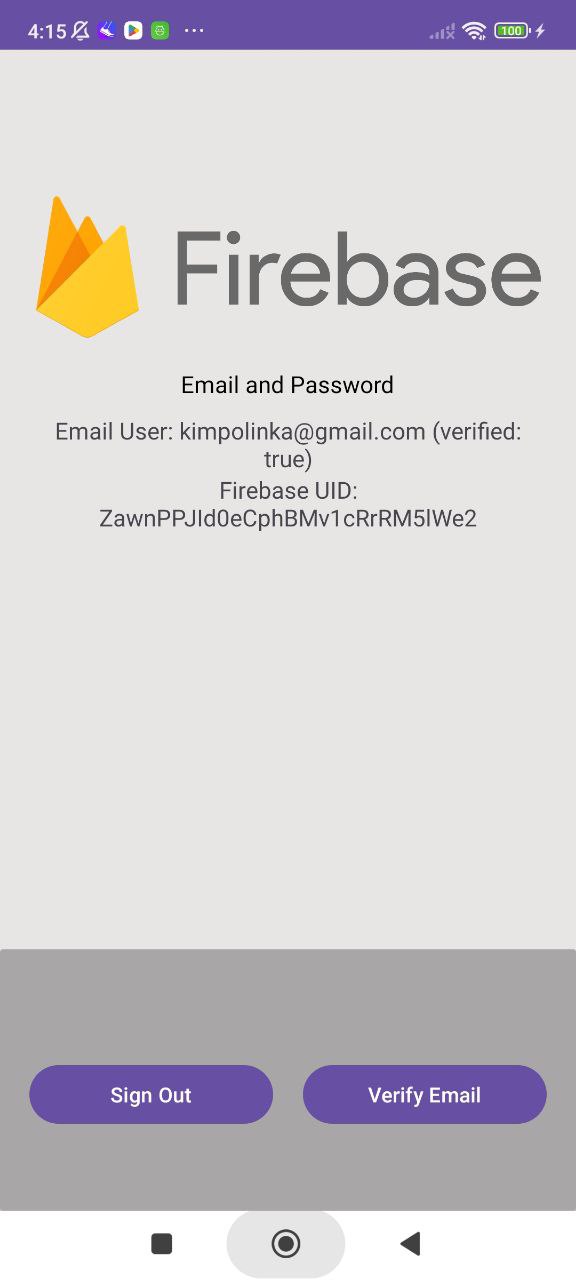 4:15
100
Firebase
Email and Password
Email User: kimpolinka@gmail.com (verified:
true)
Firebase UID:
ZawnPPJId0eCphBMv1cRrRM5lWe2
Sign Out
Verify Email